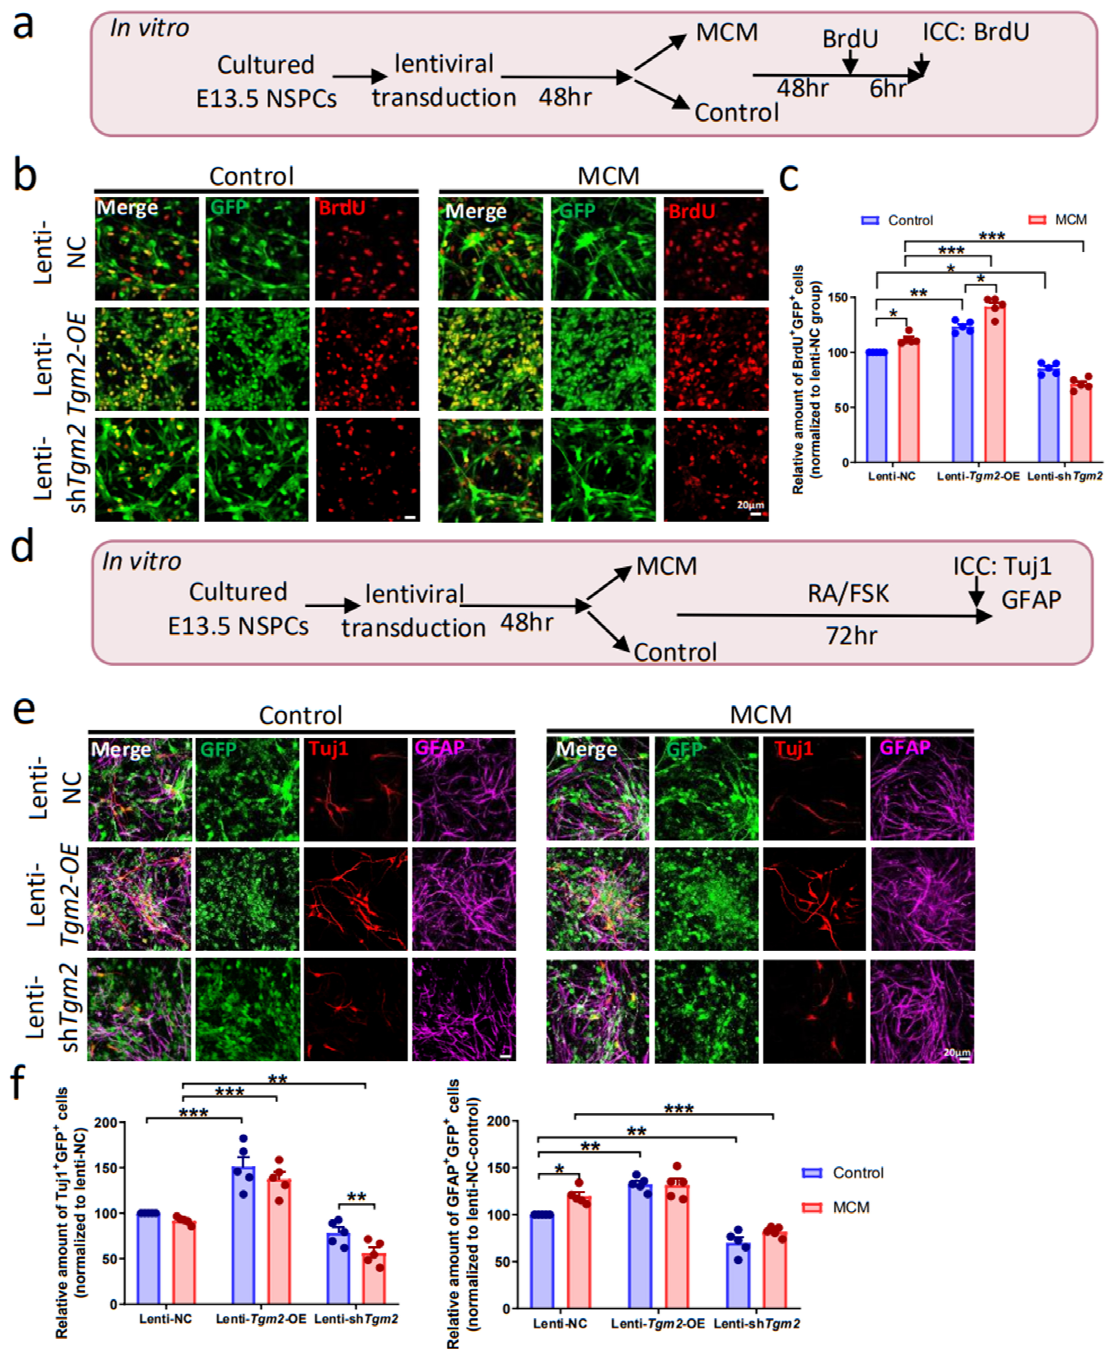 a
In vitro
Cultured
E13.5 NSPCs
lentiviral
transduction
48hr
MCM
Control
BrdU
ICC: BrdU
48hr
6hr
b
Control
MCM
Merge GFP BrdU
Merge GFP BrdU
Lenti-
NC
Lenti-
Tgm2-OE
Lenti-
shTgm2
20μm
c
Control
MCM
***
***
*
*
**
*
Relative amount of BrdU+GFP+cells
(normalized to lenti-NC group)
150
100
50
0
Lenti-NC Lenti-Tgm2-OE Lenti-shTgm2
d
In vitro
Cultured
E13.5 NSPCs
lentiviral
transduction
48hr
MCM
Control
RA/FSK
72hr
ICC: Tuj1
GFAP
e
Control
MCM
Merge GFP Tuj1 GFAP
Merge GFP Tuj1 GFAP
Lenti-
NC
Lenti-
Tgm2-OE
Lenti-
shTgm2
20μm
f
Relative amount of Tuj1+GFP+ cells
(normalized to lenti-NC)
200
150
100
50
0
**
***
***
**
Lenti-NC Lenti-Tgm2-OE Lenti-shTgm2
Relative amount of GFAP+GFP+ cells
(normalized to lenti-NC-control)
200
150
100
50
0
***
**
**
*
Lenti-NC Lenti-Tgm2-OE Lenti-shTgm2
Control
MCM